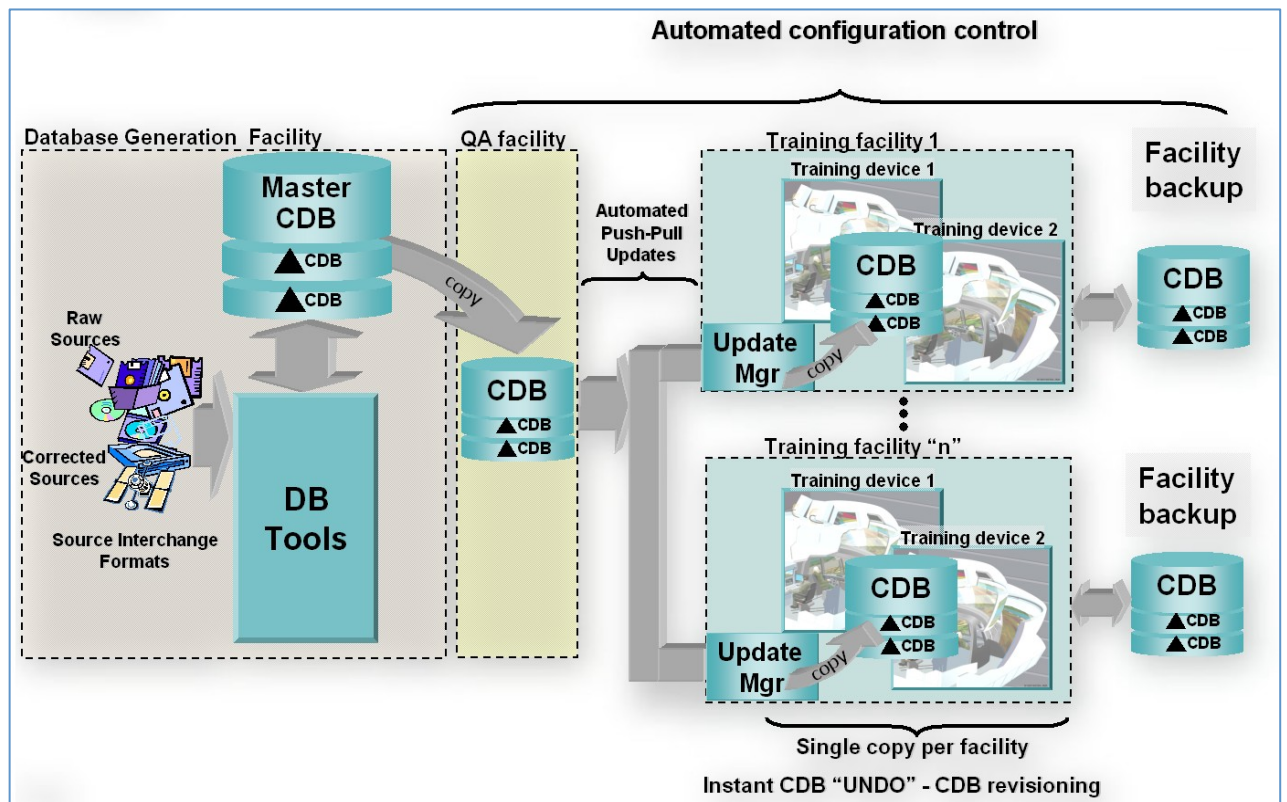 Automated configuration control
Database Generation Facility
Master
CDB
▲CDB
▲CDB
copy
Raw
Sources
Corrected
Sources
Source Interchange
Formats
DB
Tools
QA facility
CDB
▲CDB
▲CDB
Automated
Push-Pull
Updates
Training facility 1
Training device 1
Training device 2
CDB
▲CDB
▲CDB
Update
Mgr
copy
Facility
backup
CDB
▲CDB
▲CDB
Training facility “n”
Training device 1
Training device 2
CDB
▲CDB
▲CDB
Update
Mgr
copy
Facility
backup
CDB
▲CDB
▲CDB
Single copy per facility
Instant CDB “UNDO” - CDB revisioning